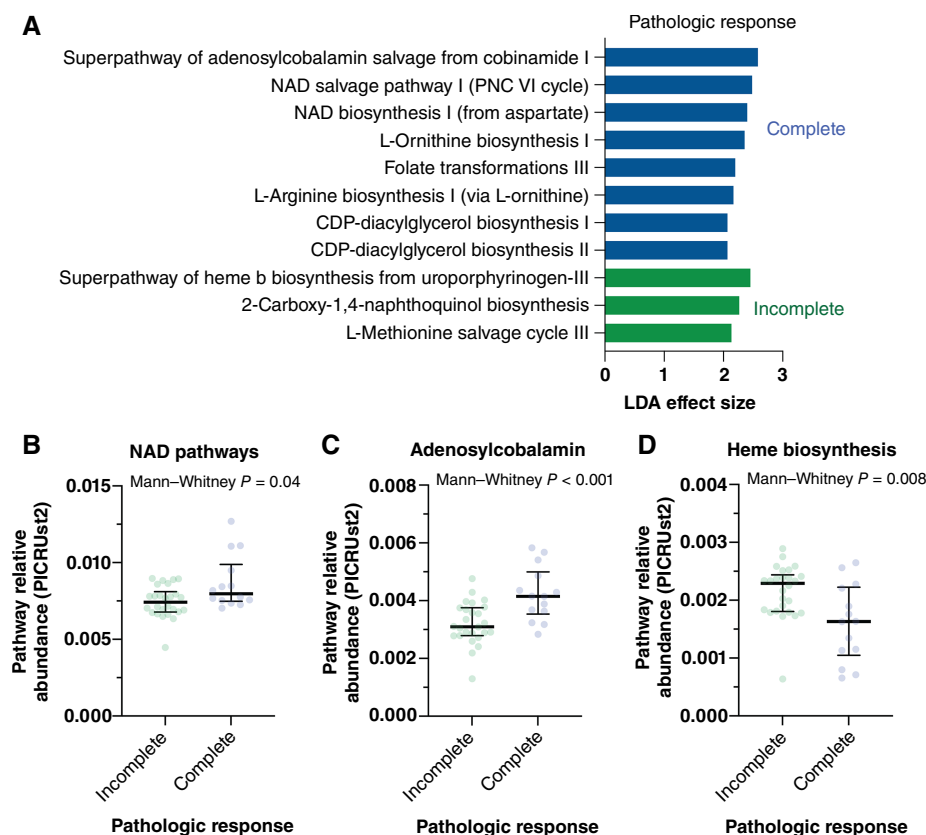 A
Pathologic response
Superpathway of adenosylcobalamin salvage from cobinamide I
NAD salvage pathway I (PNC VI cycle)
NAD biosynthesis I (from aspartate)
L-Ornithine biosynthesis I
Folate transformations III
L-Arginine biosynthesis I (via L-ornithine)
CDP-diacylglycerol biosynthesis I
CDP-diacylglycerol biosynthesis II
Superpathway of heme b biosynthesis from uroporphyrinogen-III
2-Carboxy-1,4-naphthoquinol biosynthesis
L-Methionine salvage cycle III
Complete
Incomplete
0 1 2 3
LDA effect size
B
NAD pathways
Mann–Whitney P = 0.04
Pathway relative
abundance (PICRUst2)
0.015
0.010
0.005
0.000
Incomplete
Complete
Pathologic response
C
Adenosylcobalamin
Mann–Whitney P < 0.001
Pathway relative
abundance (PICRUst2)
0.008
0.006
0.004
0.002
0.000
Incomplete
Complete
Pathologic response
D
Heme biosynthesis
Mann–Whitney P = 0.008
Pathway relative
abundance (PICRUst2)
0.004
0.003
0.002
0.001
0.000
Incomplete
Complete
Pathologic response